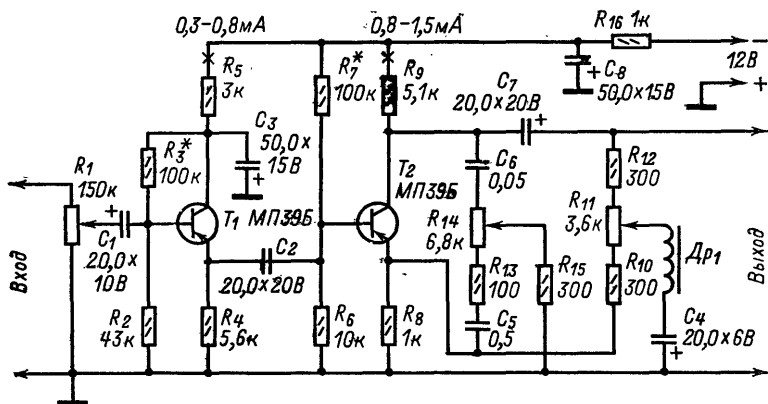 0,3-0,8мА
0,8-1,5мА
R16 1к
12В
C8
50,0×15В
R5
3к
R7*
100к
R9
5,1к
C7
20,0×20В
C3
50,0×
15В
R3*
100к
R1
150к
C1
20,0×
10В
T1 МП39Б
C2
20,0×20В
T2
МП39Б
C6
0,05
R14
6,8к
R13
100
C5
0,5
R15
300
R12
300
R11
3,6к
R10
300
Др1
C4
20,0×6В
R2
43к
R4
5,6к
R6
10к
R8
1к
Вход
Выход